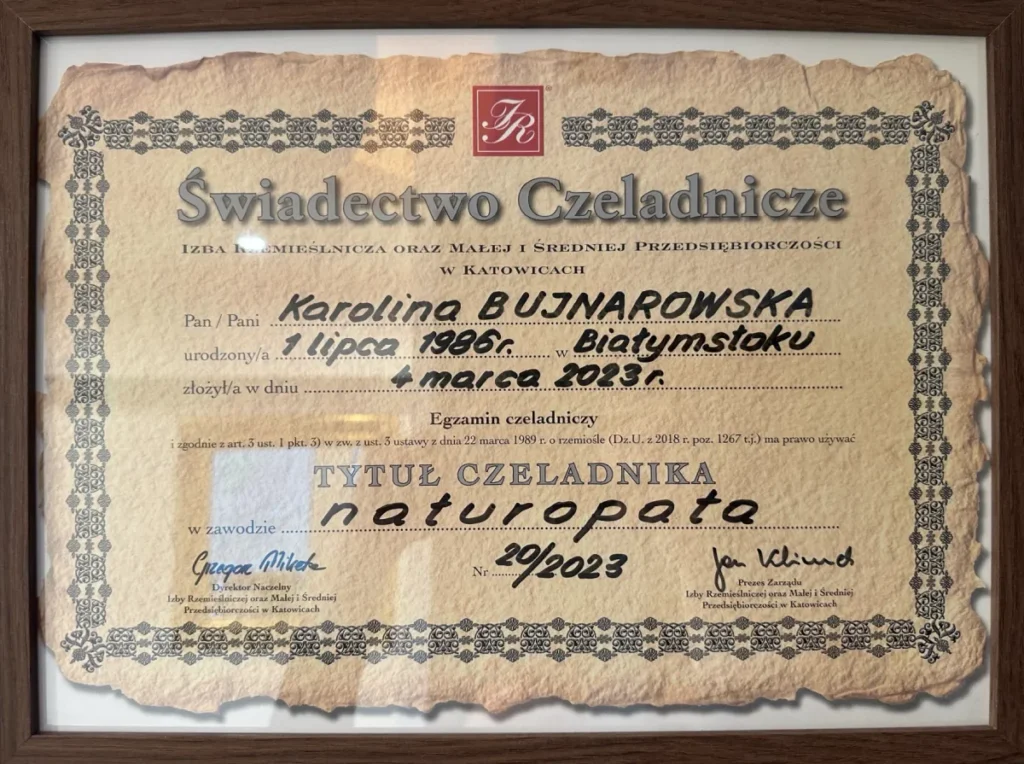 IR
Świadectwo Czeladnicze
Izba Rzemieślnicza oraz Małej i Średniej Przedsiębiorczości
w Katowicach
Pan / Pani Karolina BUJNAROWSKA
urodzony/a 1 lipca 1986 r. w Białymstoku
złożył/a w dniu 4 marca 2023 r.
Egzamin czeladniczy
i zgodnie z art. 3 ust. 1 pkt. 3) w zw. z ust. 3 ustawy z dnia 22 marca 1989 r. o rzemiośle (Dz.U. z 2018 r. poz. 1267 t.j.) ma prawo używać
TYTUŁ CZELADNIKA
w zawodzie naturopata
Nr 20/2023
Dyrektor Naczelny
Izby Rzemieślniczej oraz Małej i Średniej
Przedsiębiorczości w Katowicach
Prezes Zarządu
Izby Rzemieślniczej oraz Małej i Średniej
Przedsiębiorczości w Katowicach